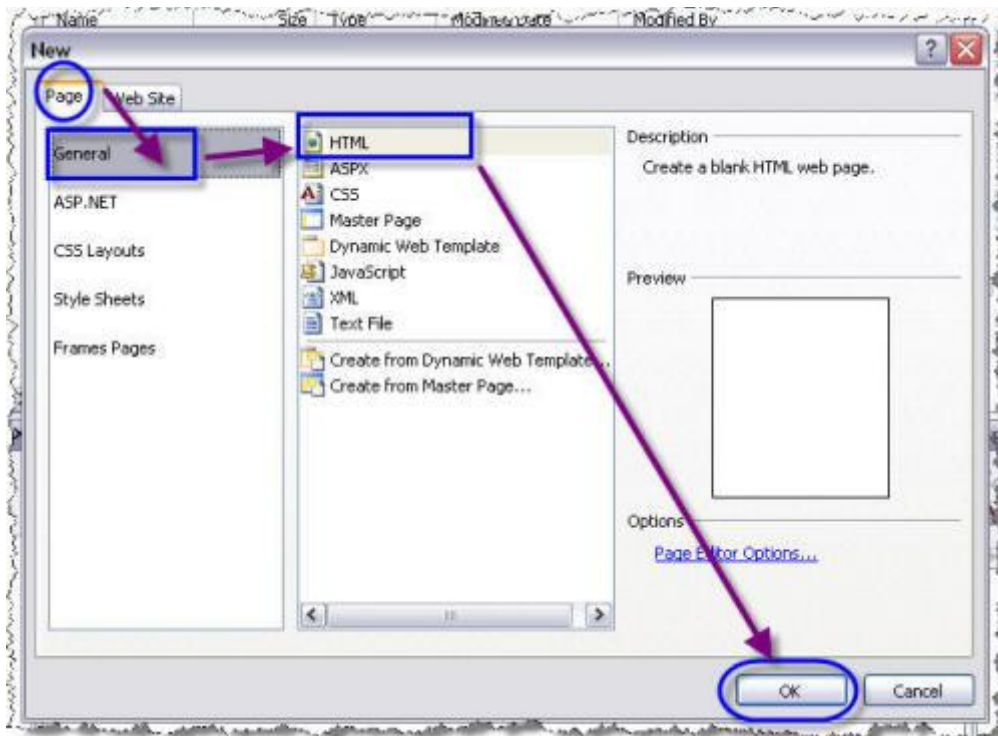 Name Size Type Modified Date Modified By
New
Page Web Site
General
ASP.NET
CSS Layouts
Style Sheets
Frames Pages
HTML
ASPX
CSS
Master Page
Dynamic Web Template
JavaScript
XML
Text File
Create from Dynamic Web Template...
Create from Master Page...
Description
Create a blank HTML web page.
Preview
Options
Page Editor Options...
OK Cancel